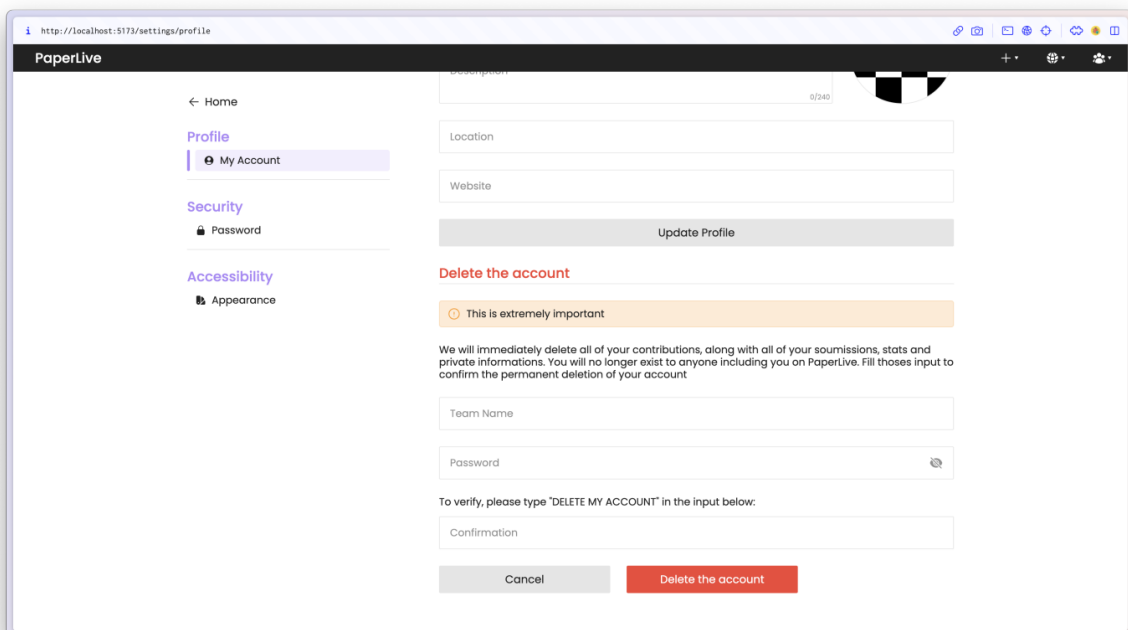 http://localhost:5173/settings/profile
PaperLive
Description
0/240
Home
Profile
My Account
Security
Password
Accessibility
Appearance
Location
Website
Update Profile
Delete the account
This is extremely important
We will immediately delete all of your contributions, along with all of your soumissions, stats and
private informations. You will no longer exist to anyone including you on PaperLive. Fill thoses input to
confirm the permanent deletion of your account
Team Name
Password
To verify, please type "DELETE MY ACCOUNT" in the input below:
Confirmation
Cancel
Delete the account